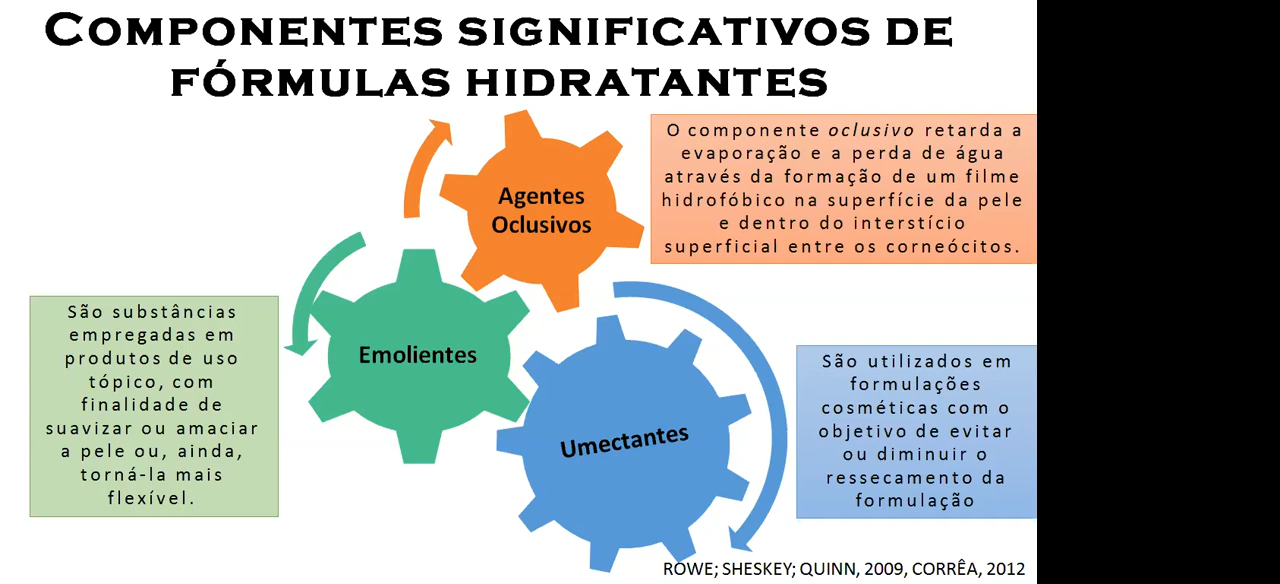 COMPONENTES SIGNIFICATIVOS DE
FÓRMULAS HIDRATANTES
Agentes
Oclusivos
O componente oclusivo retarda a
evaporação e a perda de água
através da formação de um filme
hidrofóbico na superfície da pele
e dentro do interstício
superficial entre os corneócitos.
Emolientes
São substâncias
empregadas em
produtos de uso
tópico, com
finalidade de
suavizar ou amaciar
a pele ou, ainda,
torná-la mais
flexível.
Umectantes
São utilizados em
formulações
cosméticas com o
objetivo de evitar
ou diminuir o
ressecamento da
formulação
ROWE; SHESKEY; QUINN, 2009, CORRÊA, 2012